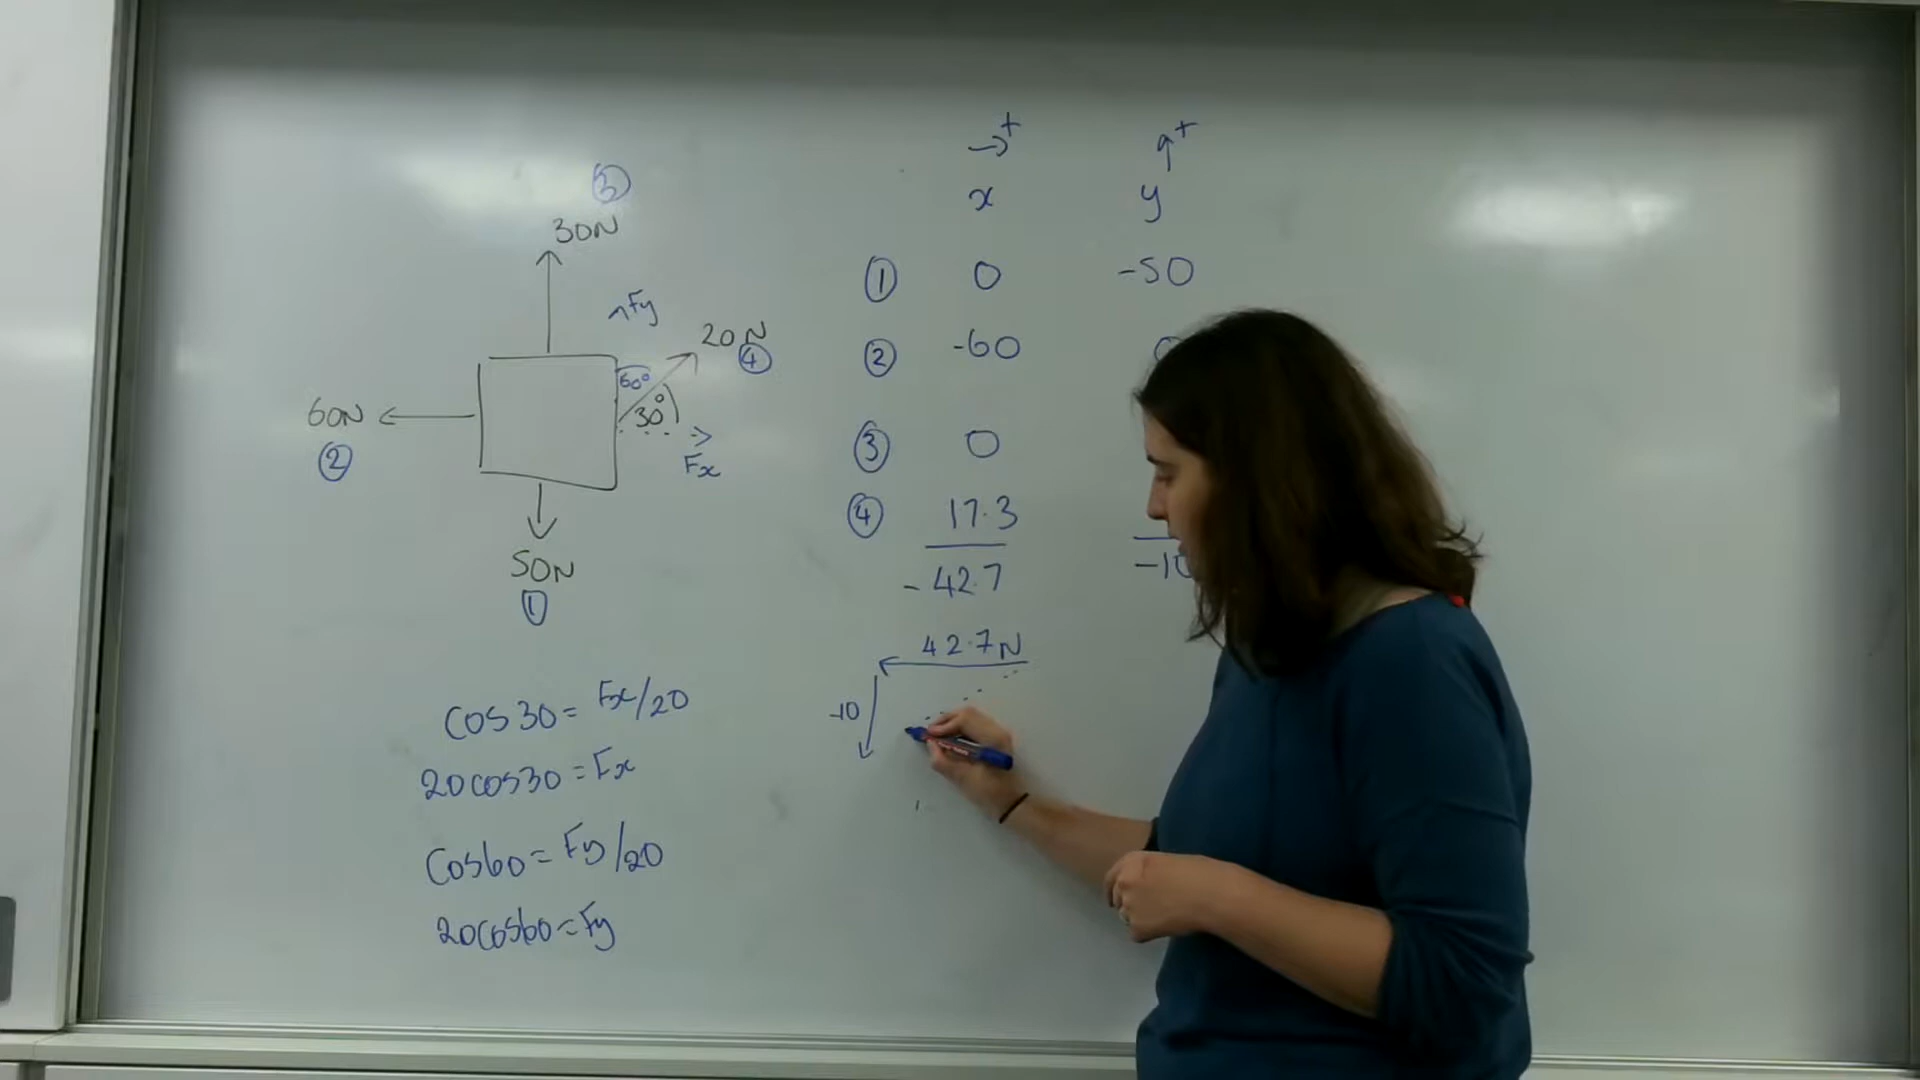 ③
30N
Fy
20N
④
60°
30°
60N
②
Fx
50N
①
cos30 = Fx/20
20cos30 = Fx
cos60 = Fy/20
20cos60 = Fy
→+ ↑+
x y
① 0 -50
② -60
③ 0
④ 17.3
-42.7 -10
42.7N
-10